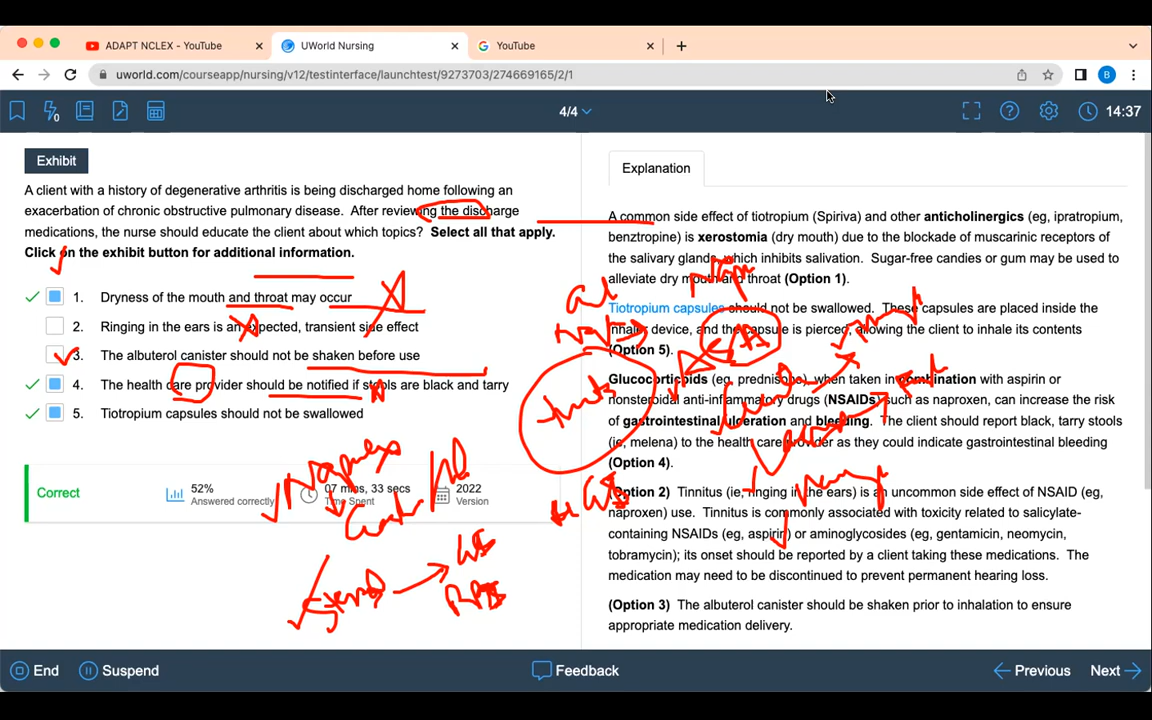 ADAPT NCLEX - YouTube
UWorld Nursing
YouTube
uworld.com/courseapp/nursing/v12/testinterface/launchtest/9273703/274669165/2/1
B
0
4/4
14:37
Exhibit
A client with a history of degenerative arthritis is being discharged home following an
exacerbation of chronic obstructive pulmonary disease. After reviewing the discharge
medications, the nurse should educate the client about which topics? Select all that apply.
Click on the exhibit button for additional information.
1. Dryness of the mouth and throat may occur
2. Ringing in the ears is an expected, transient side effect
3. The albuterol canister should not be shaken before use
4. The health care provider should be notified if stools are black and tarry
5. Tiotropium capsules should not be swallowed
Correct
52%
Answered correctly
07 mins, 33 secs
Time Spent
2022
Version
Explanation
A common side effect of tiotropium (Spiriva) and other anticholinergics (eg, ipratropium,
benztropine) is xerostomia (dry mouth) due to the blockade of muscarinic receptors of
the salivary glands, which inhibits salivation. Sugar-free candies or gum may be used to
alleviate dry mouth and throat (Option 1).
Tiotropium capsules should not be swallowed. These capsules are placed inside the
inhaler device, and the capsule is pierced, allowing the client to inhale its contents
(Option 5).
Glucocorticoids (eg, prednisone), when taken in combination with aspirin or
nonsteroidal anti-inflammatory drugs (NSAIDs) such as naproxen, can increase the risk
of gastrointestinal ulceration and bleeding. The client should report black, tarry stools
(ie, melena) to the health care provider as they could indicate gastrointestinal bleeding
(Option 4).
(Option 2) Tinnitus (ie, ringing in the ears) is an uncommon side effect of NSAID (eg,
naproxen) use. Tinnitus is commonly associated with toxicity related to salicylate-
containing NSAIDs (eg, aspirin) or aminoglycosides (eg, gentamicin, neomycin,
tobramycin); its onset should be reported by a client taking these medications. The
medication may need to be discontinued to prevent permanent hearing loss.
(Option 3) The albuterol canister should be shaken prior to inhalation to ensure
appropriate medication delivery.
End
Suspend
Feedback
Previous
Next